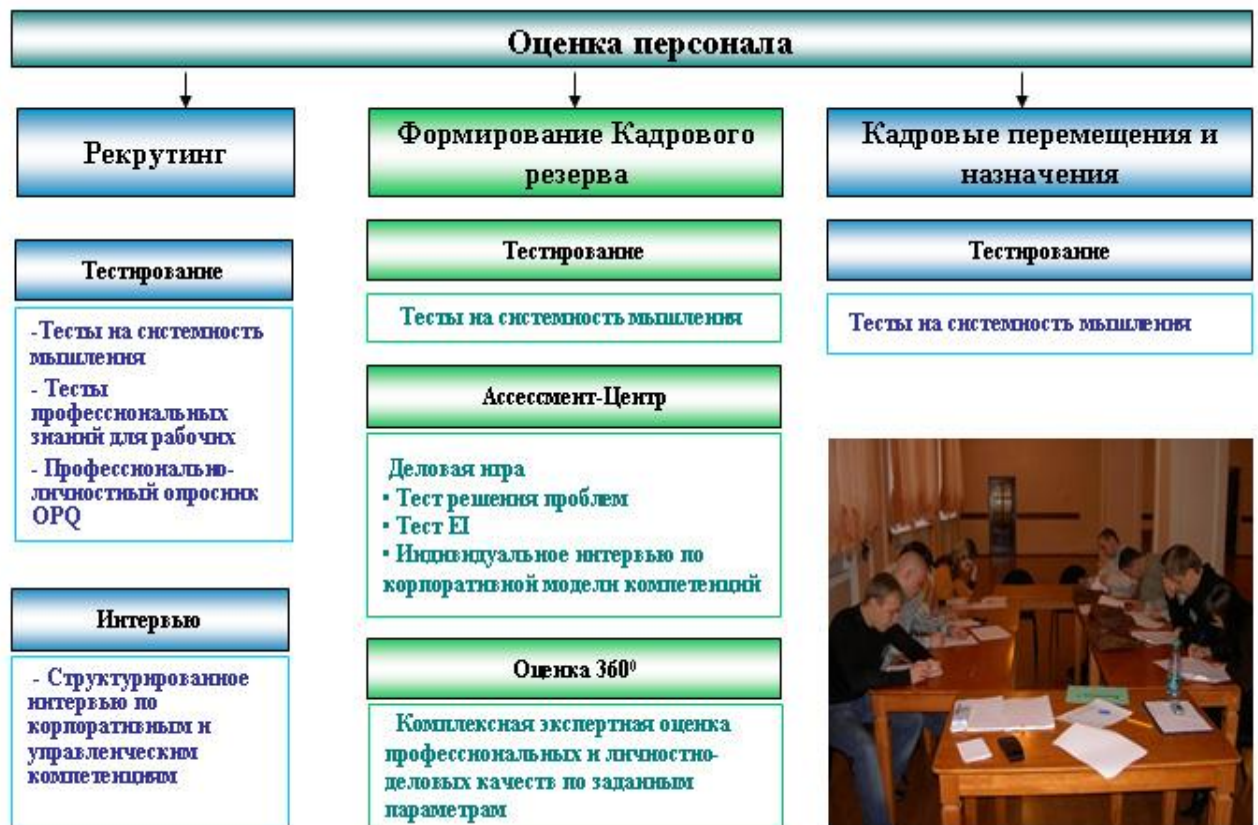 Оценка персонала
Рекрутинг
Тестирование
-Тесты на системность
мышления
- Тесты
профессиональных
знаний для рабочих
- Профессионально-
личностный опросник
OPQ
Интервью
- Структурированное
интервью по
корпоративным и
управленческим
компетенциям
Формирование Кадрового
резерва
Тестирование
Тесты на системность мышления
Ассессмент-Центр
Деловая игра
• Тест решения проблем
• Тест EI
• Индивидуальное интервью по
корпоративной модели компетенций
Оценка 360⁰
Комплексная экспертная оценка
профессиональных и личностно-
деловых качеств по заданным
параметрам
Кадровые перемещения и
назначения
Тестирование
Тесты на системность мышления